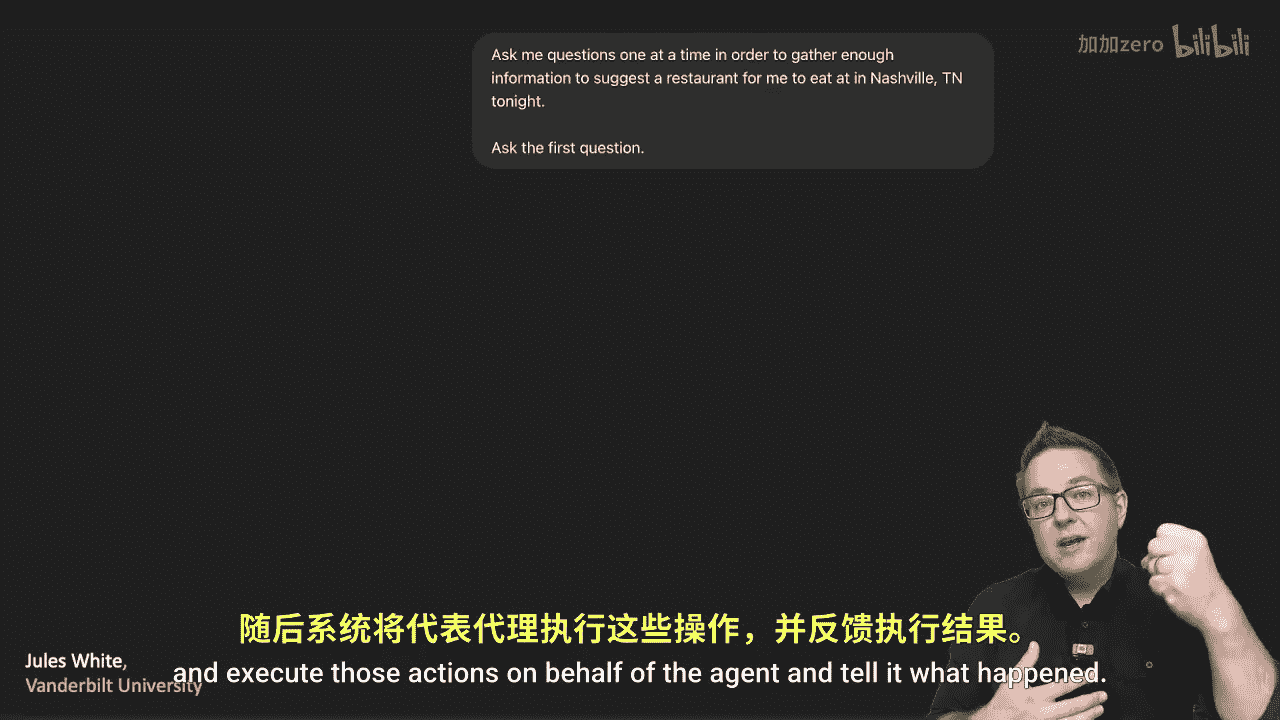 加加zero bilibili
Ask me questions one at a time in order to gather enough
information to suggest a restaurant for me to eat at in Nashville, TN
tonight.
Ask the first question.
随后系统将代表代理执行这些操作，并反馈执行结果。
and execute those actions on behalf of the agent and tell it what happened.
Jules White,
Vanderbilt University